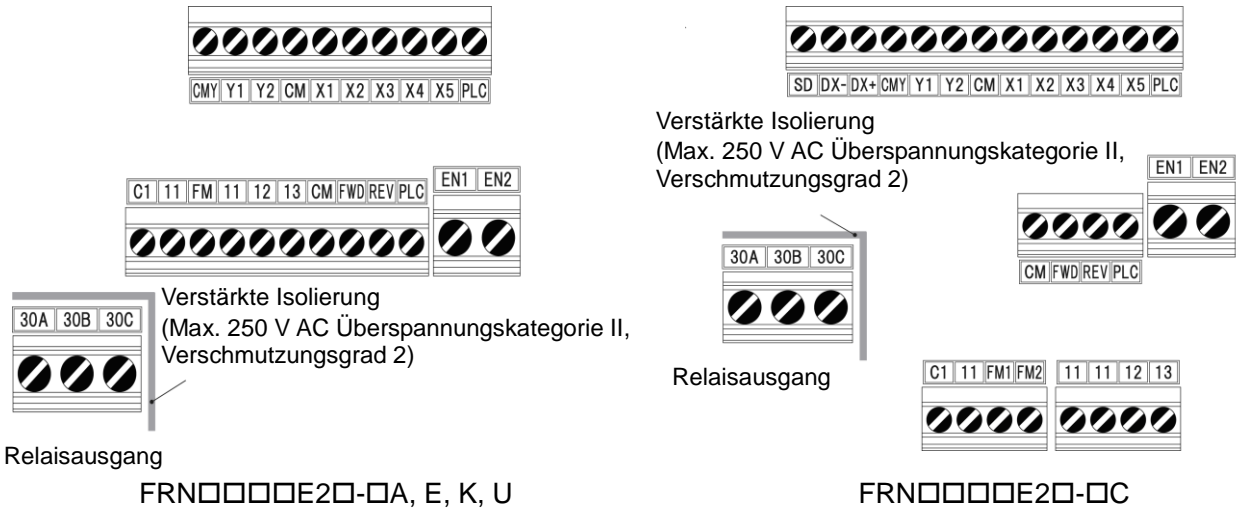 CMY Y1 Y2 CM X1 X2 X3 X4 X5 PLC
C1 11 FM 11 12 13 CM FWD REV PLC
EN1 EN2
Verstärkte Isolierung
(Max. 250 V AC Überspannungskategorie II,
Verschmutzungsgrad 2)
30A 30B 30C
Relaisausgang
FRN□□□□E2□-□A, E, K, U
SD DX- DX+ CMY Y1 Y2 CM X1 X2 X3 X4 X5 PLC
Verstärkte Isolierung
(Max. 250 V AC Überspannungskategorie II,
Verschmutzungsgrad 2)
EN1 EN2
30A 30B 30C
CM FWD REV PLC
Relaisausgang
C1 11 FM1 FM2 11 11 12 13
FRN□□□□E2□-□C